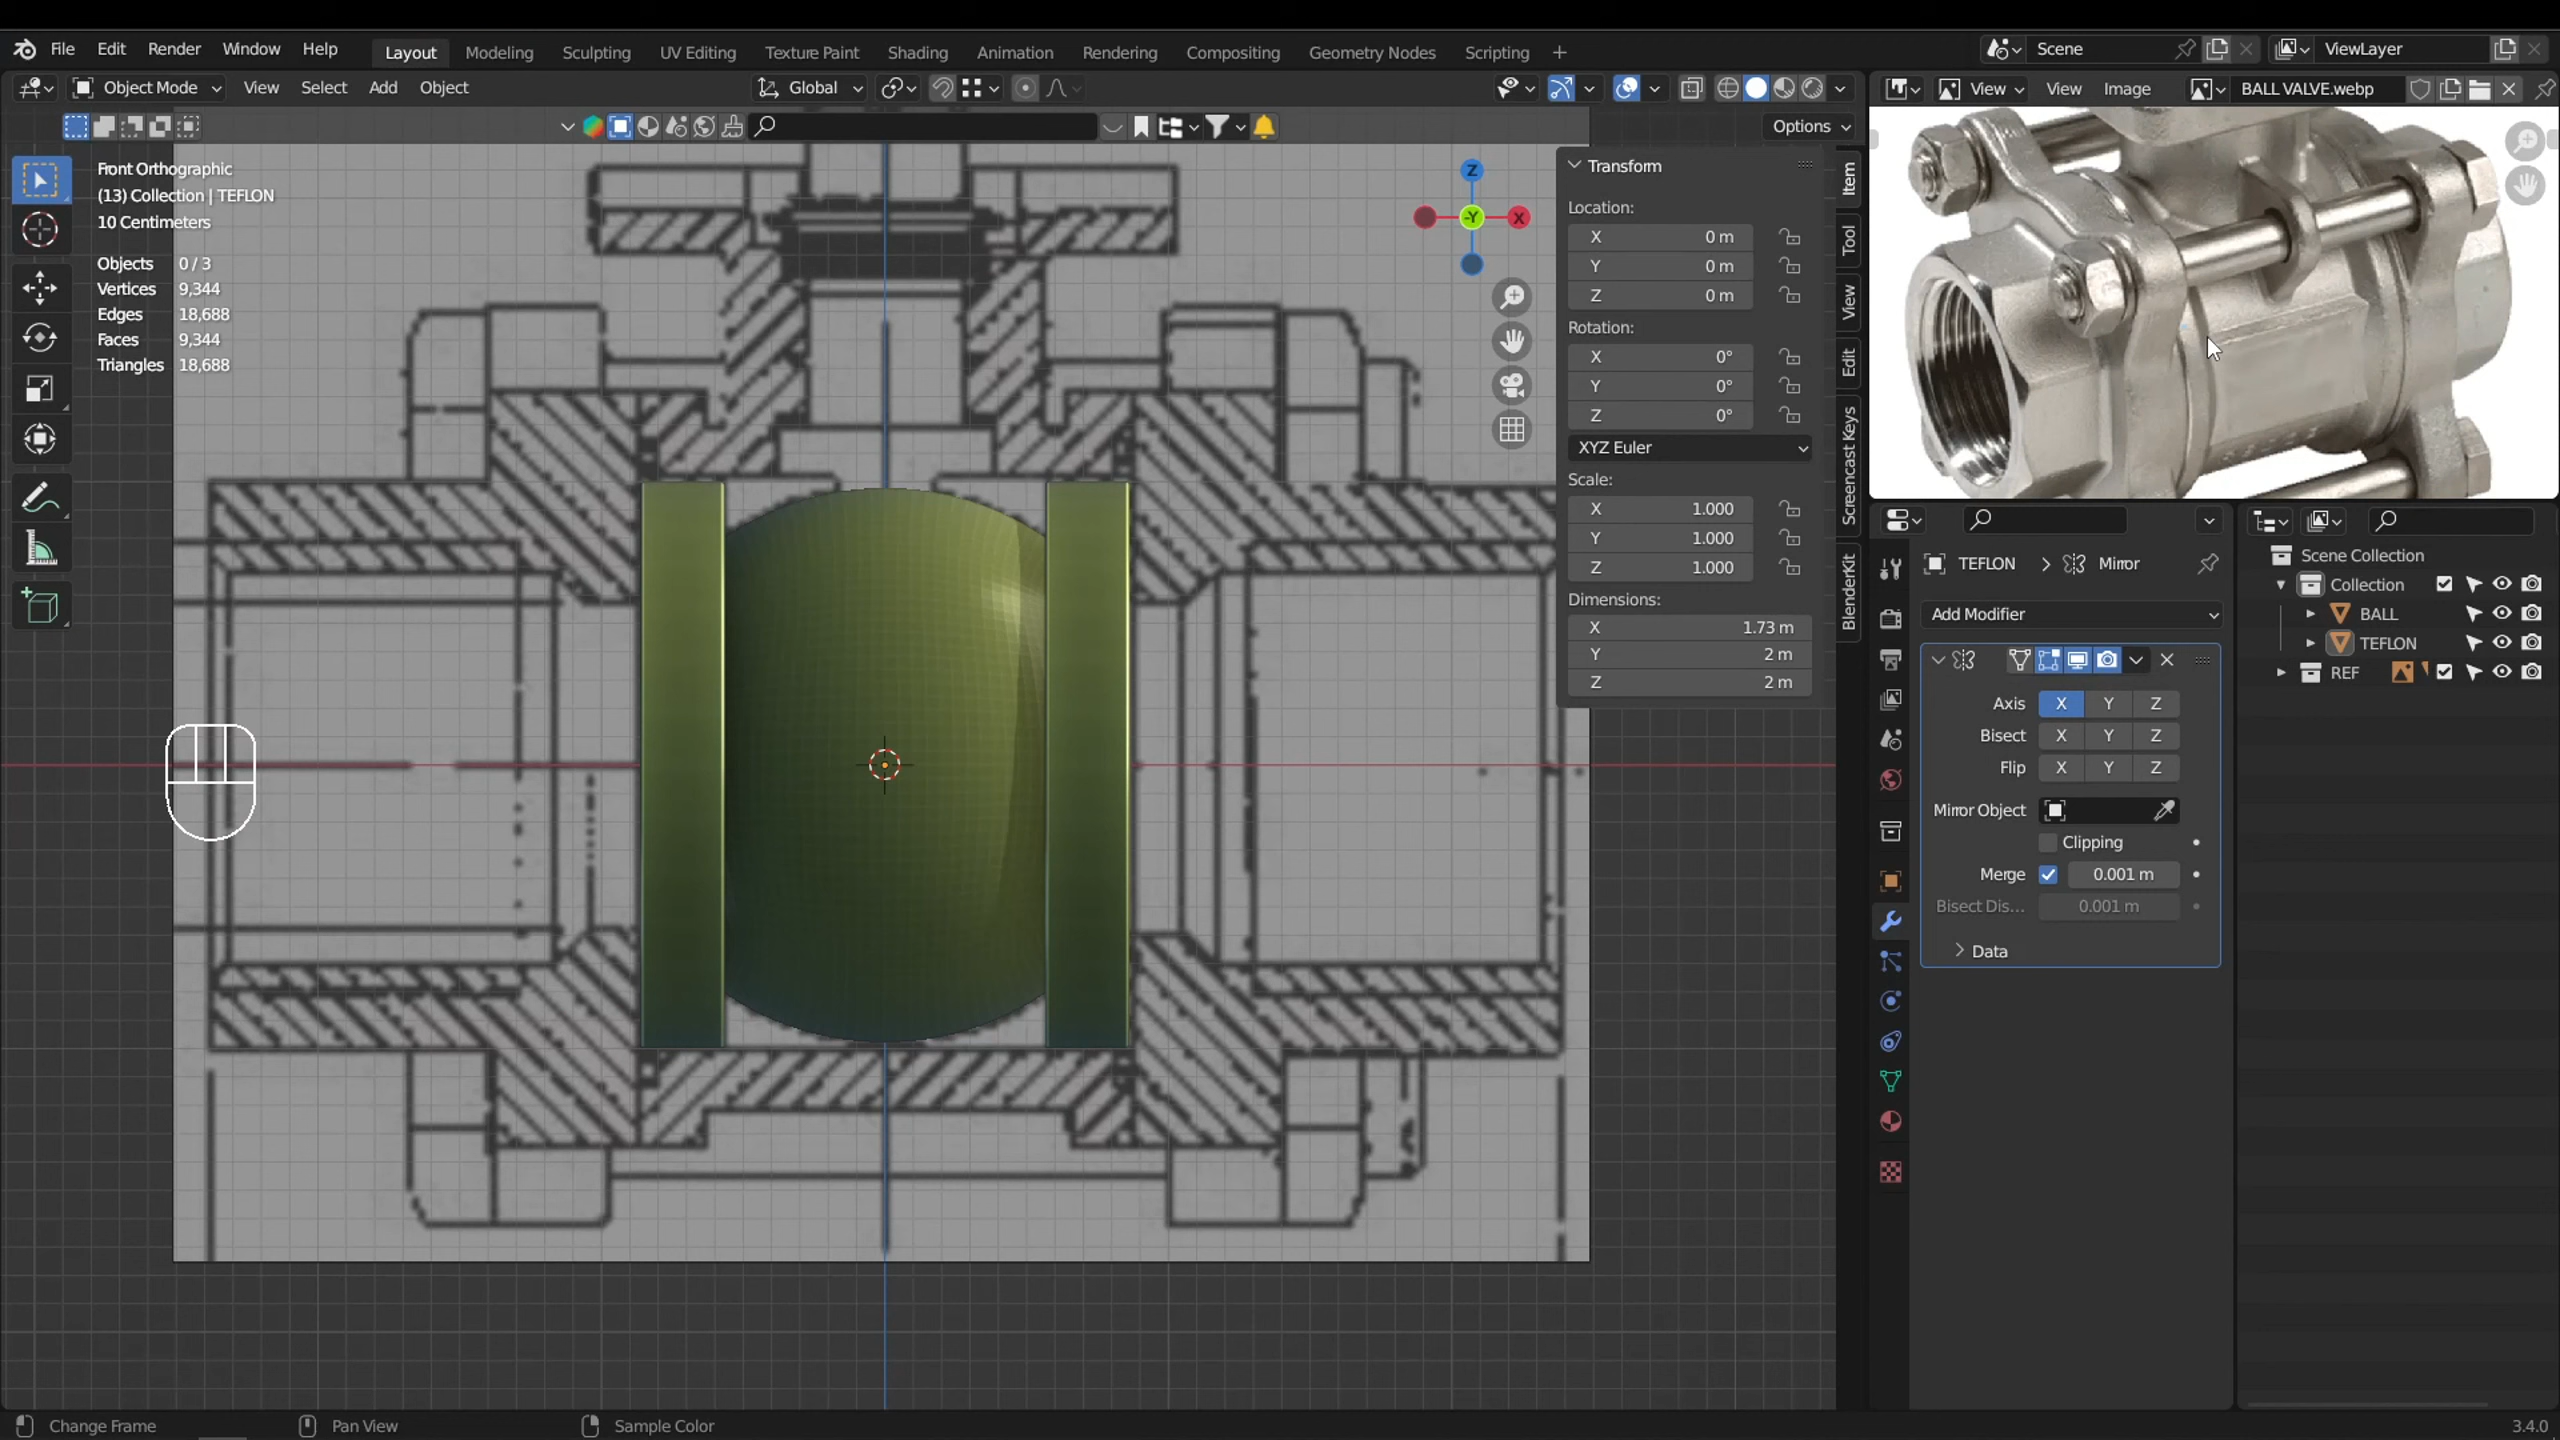 File Edit Render Window Help Layout Modeling Sculpting UV Editing Texture Paint Shading Animation Rendering Compositing Geometry Nodes Scripting + Scene ViewLayer
Object Mode View Select Add Object Global View View Image BALL VALVE.webp
Options
Front Orthographic
(13) Collection | TEFLON
10 Centimeters
Objects 0 / 3
Vertices 9,344
Edges 18,688
Faces 9,344
Triangles 18,688
Z
-Y
X
Transform
Location:
X 0 m
Y 0 m
Z 0 m
Rotation:
X 0°
Y 0°
Z 0°
XYZ Euler
Scale:
X 1.000
Y 1.000
Z 1.000
Dimensions:
X 1.73 m
Y 2 m
Z 2 m
Item
Tool
View
Edit
Screencast Keys
BlenderKit
TEFLON > Mirror
Add Modifier
Axis X Y Z
Bisect X Y Z
Flip X Y Z
Mirror Object
Clipping
Merge 0.001 m
Bisect Dis... 0.001 m
Data
Scene Collection
Collection
BALL
TEFLON
REF
Change Frame Pan View Sample Color 3.4.0